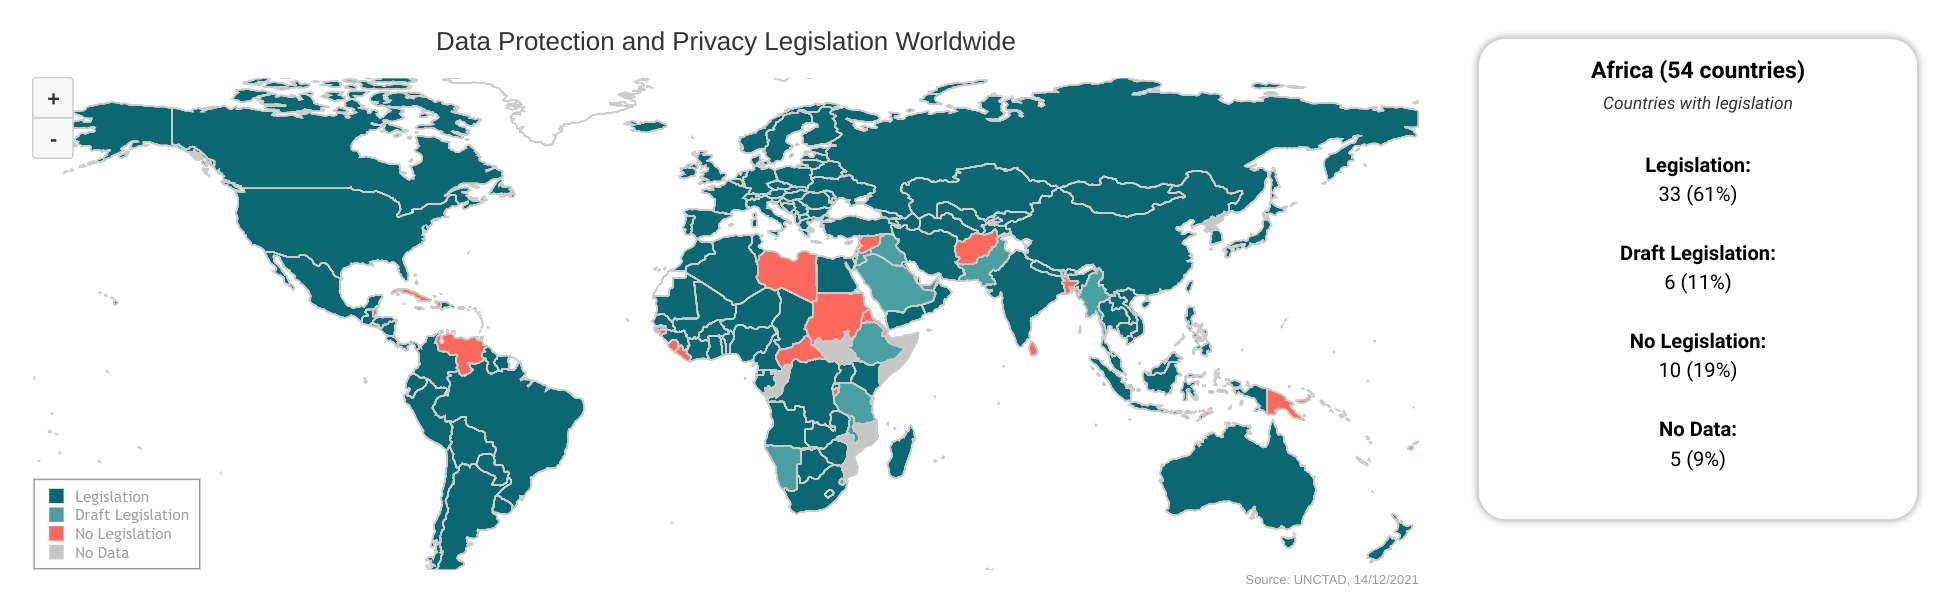 Data Protection and Privacy Legislation Worldwide
+
-
Legislation
Draft Legislation
No Legislation
No Data
Source: UNCTAD, 14/12/2021
Africa (54 countries)
Countries with legislation
Legislation:
33 (61%)
Draft Legislation:
6 (11%)
No Legislation:
10 (19%)
No Data:
5 (9%)